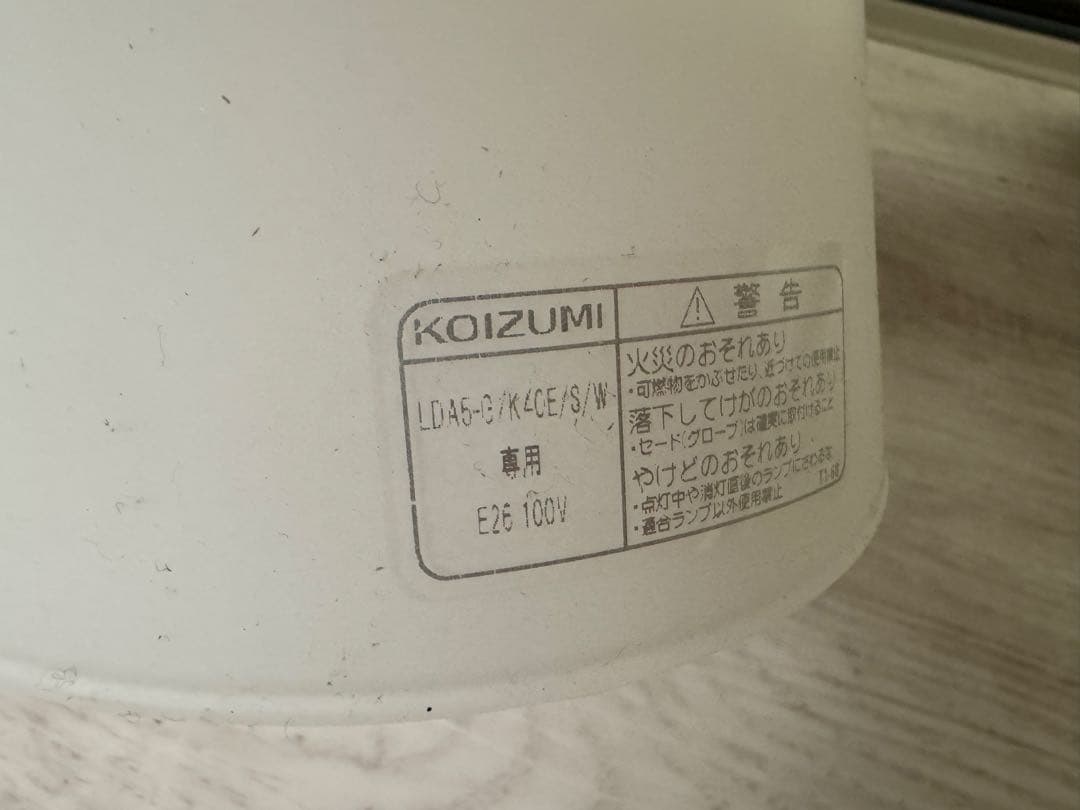 KOIZUMI
LDA5-G/K40E/S/W
専用
E26 100V
警告
火災のおそれあり
・可燃物をかぶせたり、近づけての使用禁止
落下してけがのおそれあり
・セード(グローブ)は確実に取付けること
やけどのおそれあり
・点灯中や消灯直後のランプにさわるな
・適合ランプ以外使用禁止